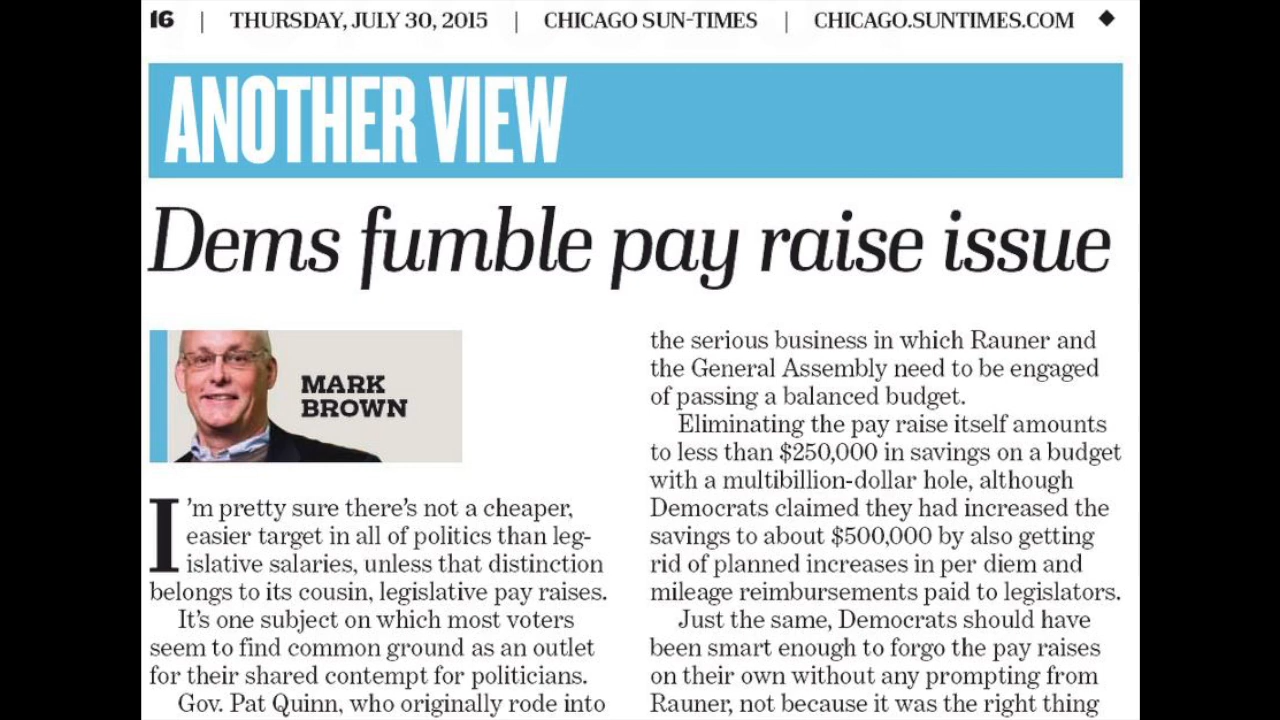 16 | THURSDAY, JULY 30, 2015 | CHICAGO SUN-TIMES | CHICAGO.SUNTIMES.COM ◆
ANOTHER VIEW
Dems fumble pay raise issue
MARK
BROWN
I'm pretty sure there's not a cheaper,
easier target in all of politics than leg-
islative salaries, unless that distinction
belongs to its cousin, legislative pay raises.
It's one subject on which most voters
seem to find common ground as an outlet
for their shared contempt for politicians.
Gov. Pat Quinn, who originally rode into
the serious business in which Rauner and
the General Assembly need to be engaged
of passing a balanced budget.
Eliminating the pay raise itself amounts
to less than $250,000 in savings on a budget
with a multibillion-dollar hole, although
Democrats claimed they had increased the
savings to about $500,000 by also getting
rid of planned increases in per diem and
mileage reimbursements paid to legislators.
Just the same, Democrats should have
been smart enough to forgo the pay raises
on their own without any prompting from
Rauner, not because it was the right thing